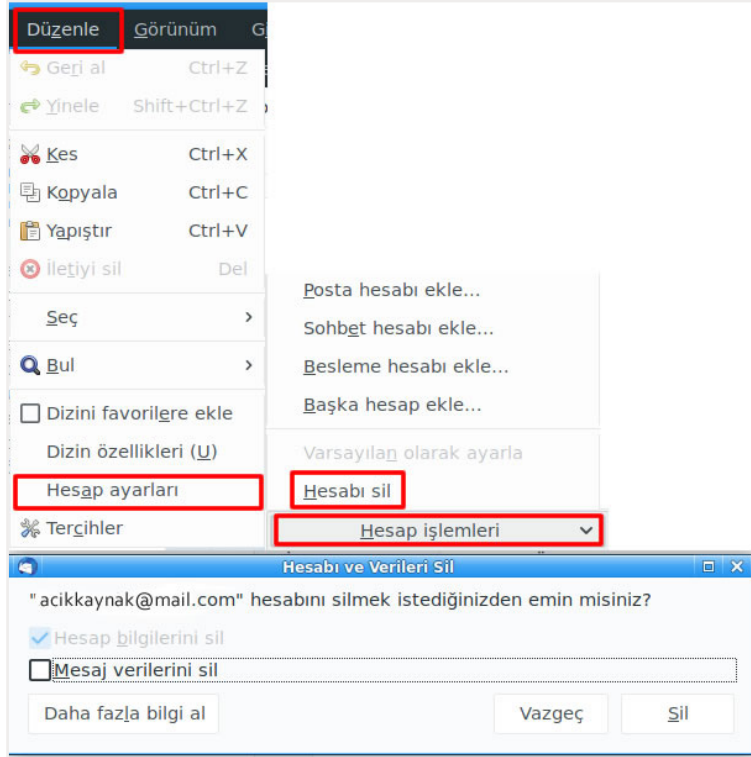 Düzenle Görünüm
Geri al Ctrl+Z
Yinele Shift+Ctrl+Z
Kes Ctrl+X
Kopyala Ctrl+C
Yapıştır Ctrl+V
İletiyi sil Del
Seç
Bul
Dizini favorilere ekle
Dizin özellikleri (U)
Hesap ayarları
Tercihler
Posta hesabı ekle...
Sohbet hesabı ekle...
Besleme hesabı ekle...
Başka hesap ekle...
Varsayılan olarak ayarla
Hesabı sil
Hesap işlemleri
Hesabı ve Verileri Sil
"acikkaynak@mail.com" hesabını silmek istediğinizden emin misiniz?
Hesap bilgilerini sil
Mesaj verilerini sil
Daha fazla bilgi al Vazgeç Sil